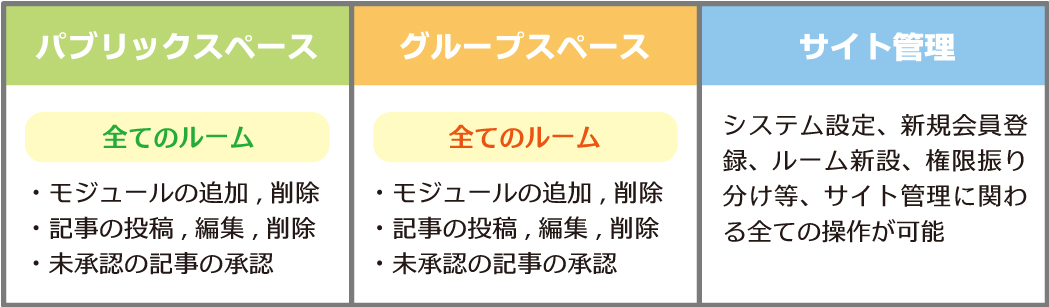 パブリックスペース
全てのルーム
・モジュールの追加 , 削除
・記事の投稿 , 編集 , 削除
・未承認の記事の承認
グループスペース
全てのルーム
・モジュールの追加 , 削除
・記事の投稿 , 編集 , 削除
・未承認の記事の承認
サイト管理
システム設定、新規会員登
録、ルーム新設、権限振り
分け等、サイト管理に関わ
る全ての操作が可能